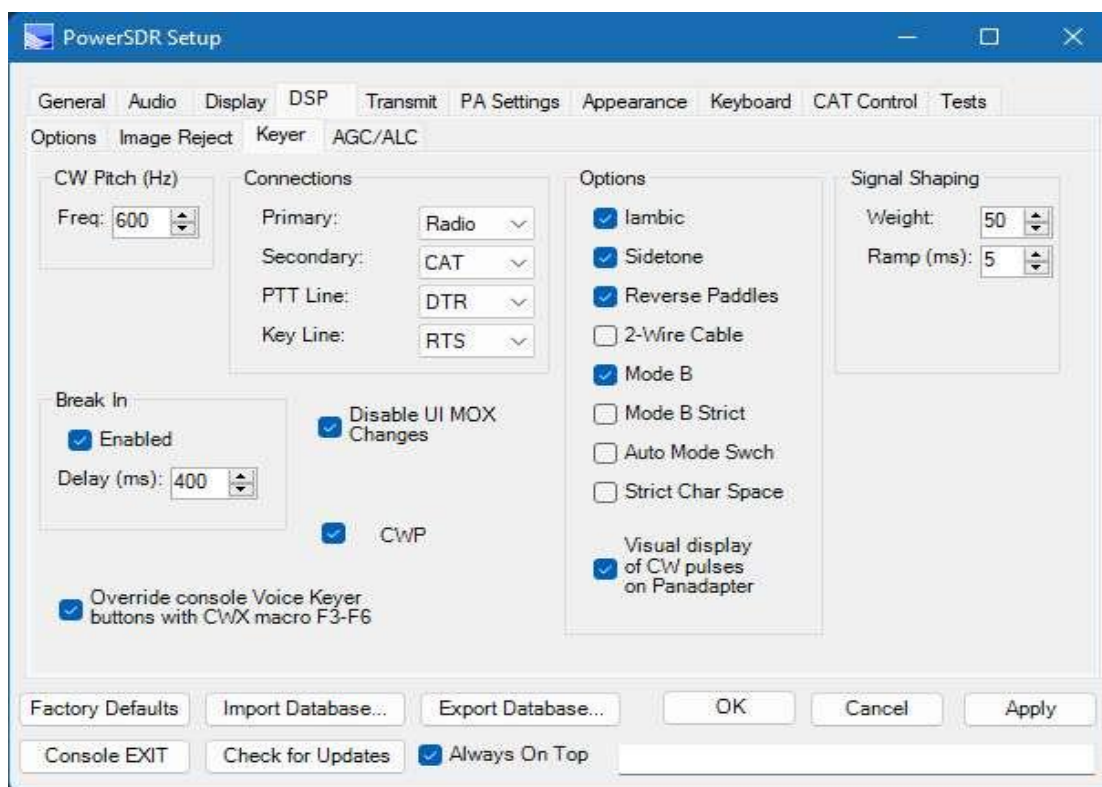 PowerSDR Setup
General Audio Display DSP Transmit PA Settings Appearance Keyboard CAT Control Tests
Options Image Reject Keyer AGC/ALC
CW Pitch (Hz)
Freq: 600
Connections
Primary: Radio
Secondary: CAT
PTT Line: DTR
Key Line: RTS
Options
Iambic
Sidetone
Reverse Paddles
2-Wire Cable
Mode B
Mode B Strict
Auto Mode Swch
Strict Char Space
Visual display
of CW pulses
on Panadapter
Signal Shaping
Weight: 50
Ramp (ms): 5
Break In
Enabled
Delay (ms): 400
Disable UI MOX
Changes
CWP
Override console Voice Keyer
buttons with CWX macro F3-F6
Factory Defaults Import Database... Export Database... OK Cancel Apply
Console EXIT Check for Updates Always On Top